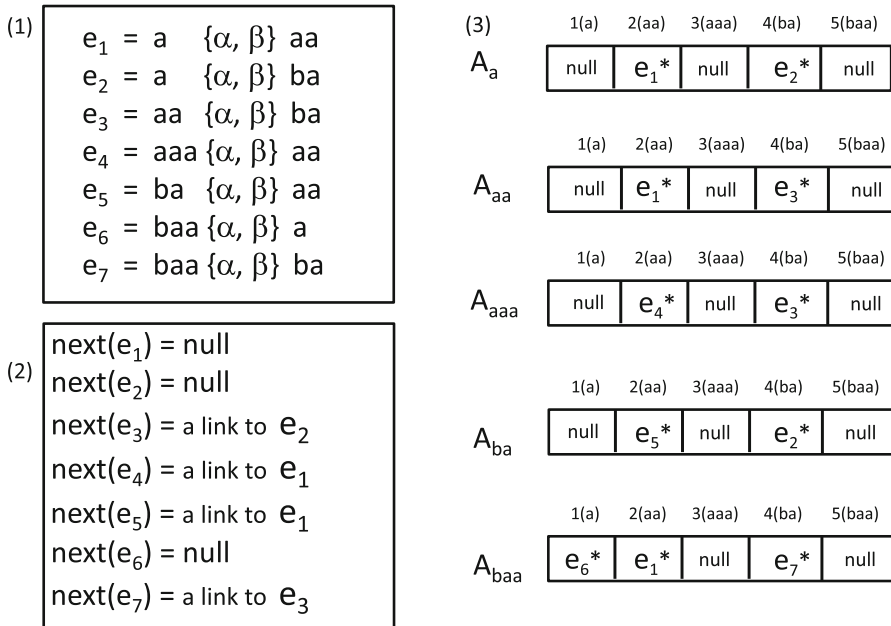 (1)
e₁ = a {α, β} aa
e₂ = a {α, β} ba
e₃ = aa {α, β} ba
e₄ = aaa {α, β} aa
e₅ = ba {α, β} aa
e₆ = baa {α, β} a
e₇ = baa {α, β} ba
(2)
next(e₁) = null
next(e₂) = null
next(e₃) = a link to e₂
next(e₄) = a link to e₁
next(e₅) = a link to e₁
next(e₆) = null
next(e₇) = a link to e₃
(3)
1(a) 2(aa) 3(aaa) 4(ba) 5(baa)
Aₐ null e₁* null e₂* null
1(a) 2(aa) 3(aaa) 4(ba) 5(baa)
A_aa null e₁* null e₃* null
1(a) 2(aa) 3(aaa) 4(ba) 5(baa)
A_aaa null e₄* null e₃* null
1(a) 2(aa) 3(aaa) 4(ba) 5(baa)
A_ba null e₅* null e₂* null
1(a) 2(aa) 3(aaa) 4(ba) 5(baa)
A_baa e₆* e₁* null e₇* null